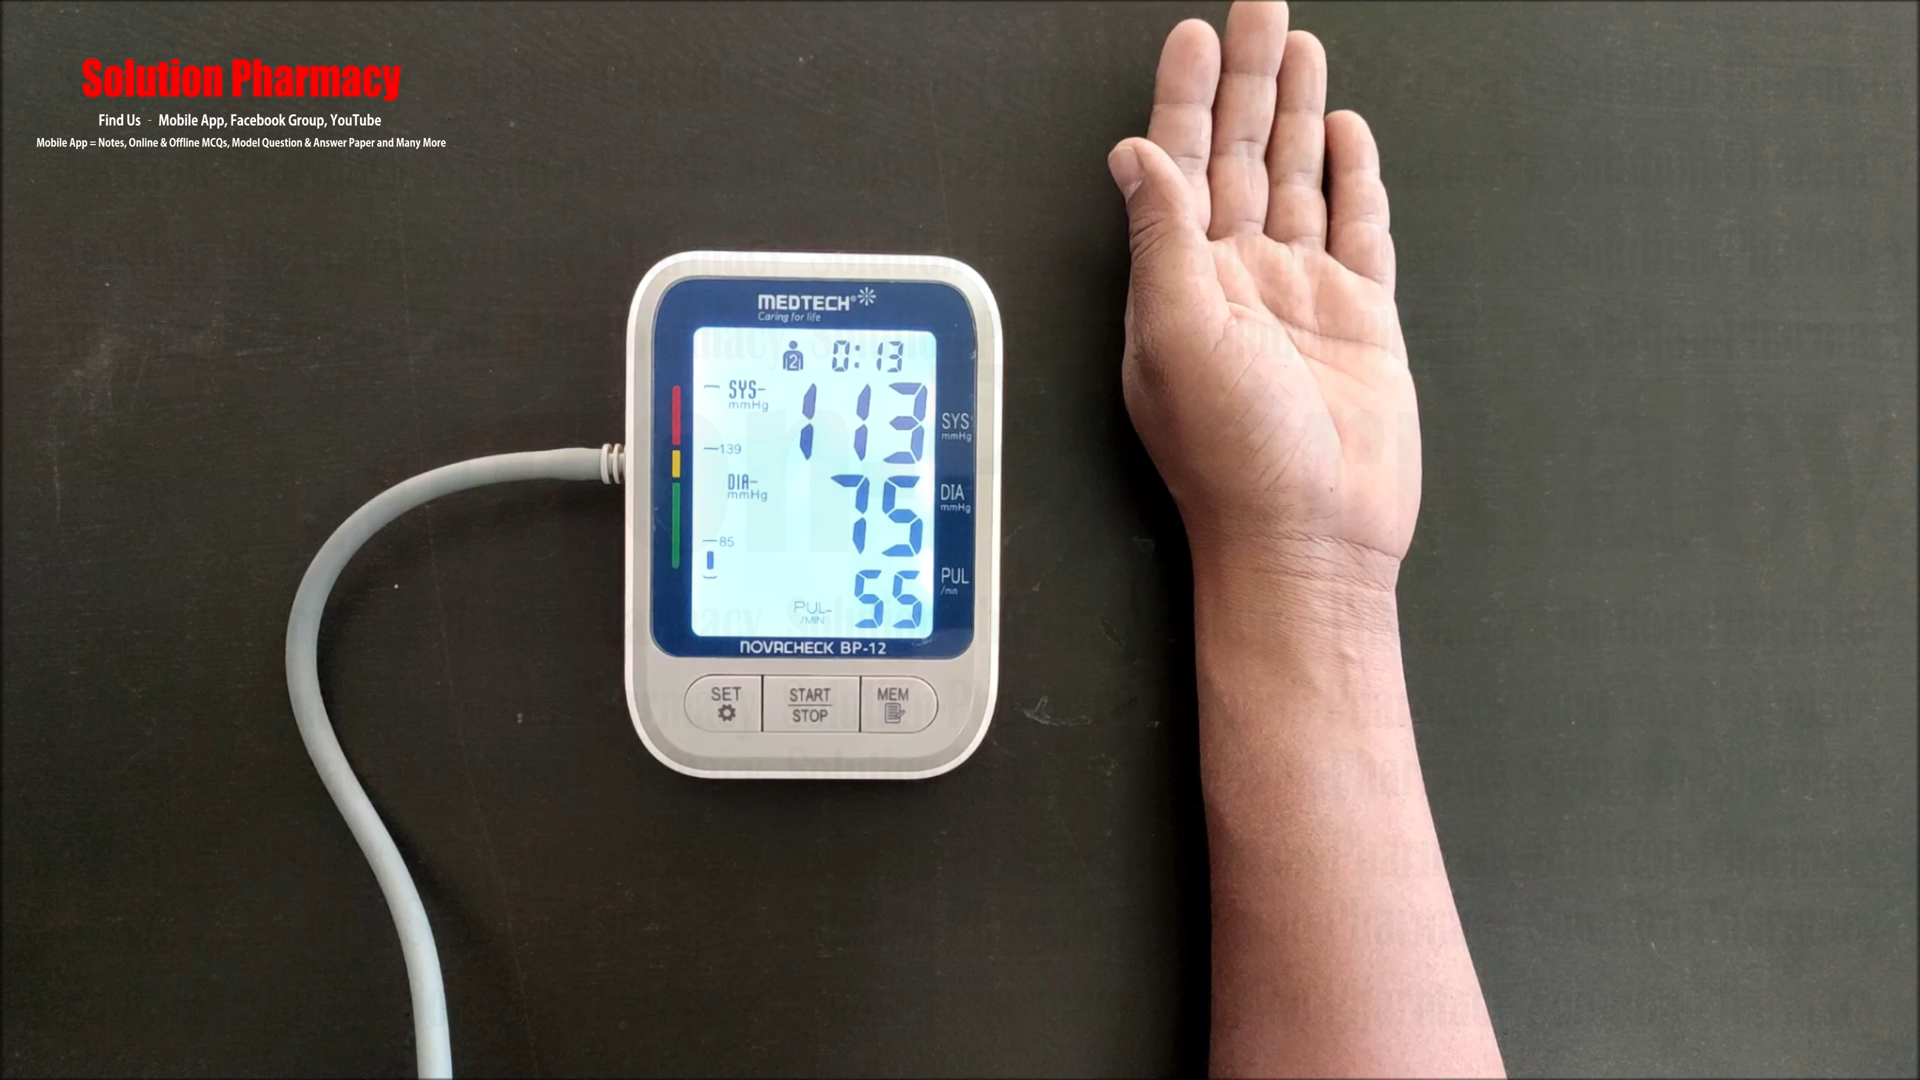 Solution Pharmacy
Find Us - Mobile App, Facebook Group, YouTube
Mobile App = Notes, Online & Offline MCQs, Model Question & Answer Paper and Many More
MEDTECH®
Caring for life
2 0:13
SYS-
mmHg
113
SYS
mmHg
139
DIA-
mmHg
75
DIA
mmHg
85
PUL-
/MIN
55
PUL
/min
NOVACHECK BP-12
SET
START
STOP
MEM